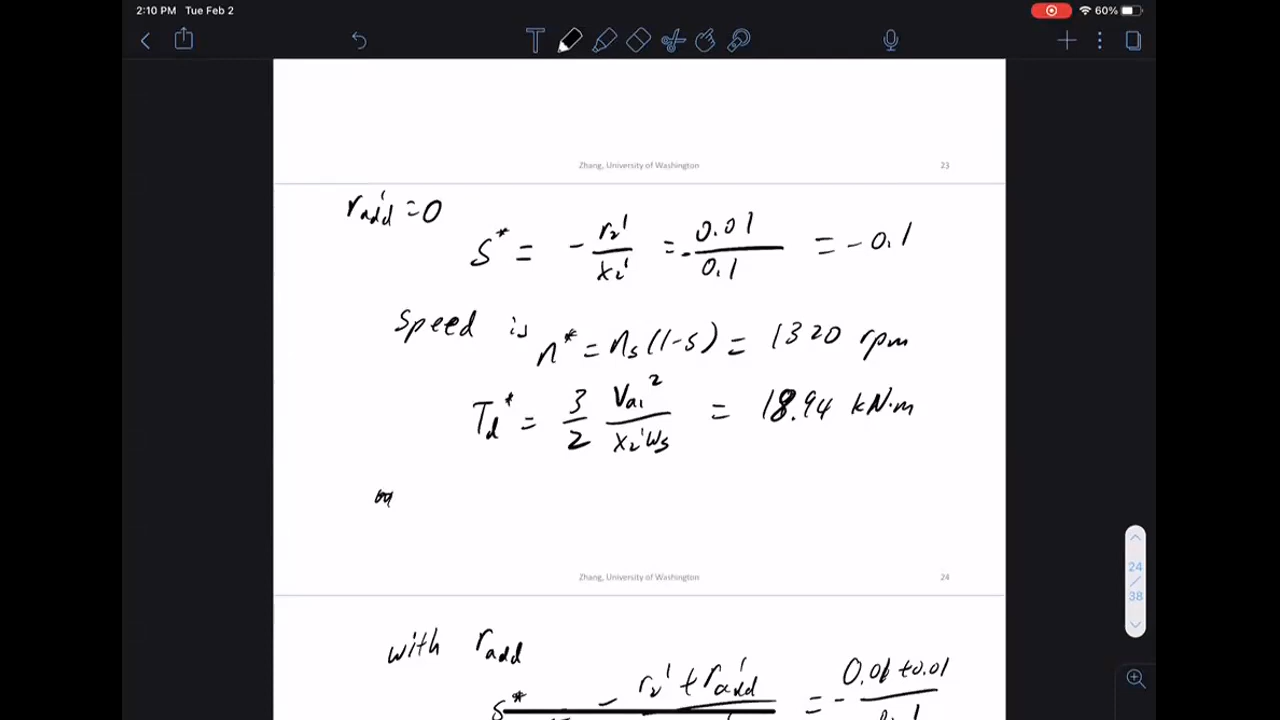 2:10 PM Tue Feb 2
60%
T
Zhang, University of Washington 23
r'add = 0
S* = - r2'/x2' = - 0.01/0.1 = -0.1
speed is n* = ns(1-s) = 1320 rpm
Td* = 3/2 Va1²/x2'ωs = 18.94 kN·m
24
/
38
Zhang, University of Washington 24
with radd
S* = - r2' + r'add = - 0.01 + 0.01